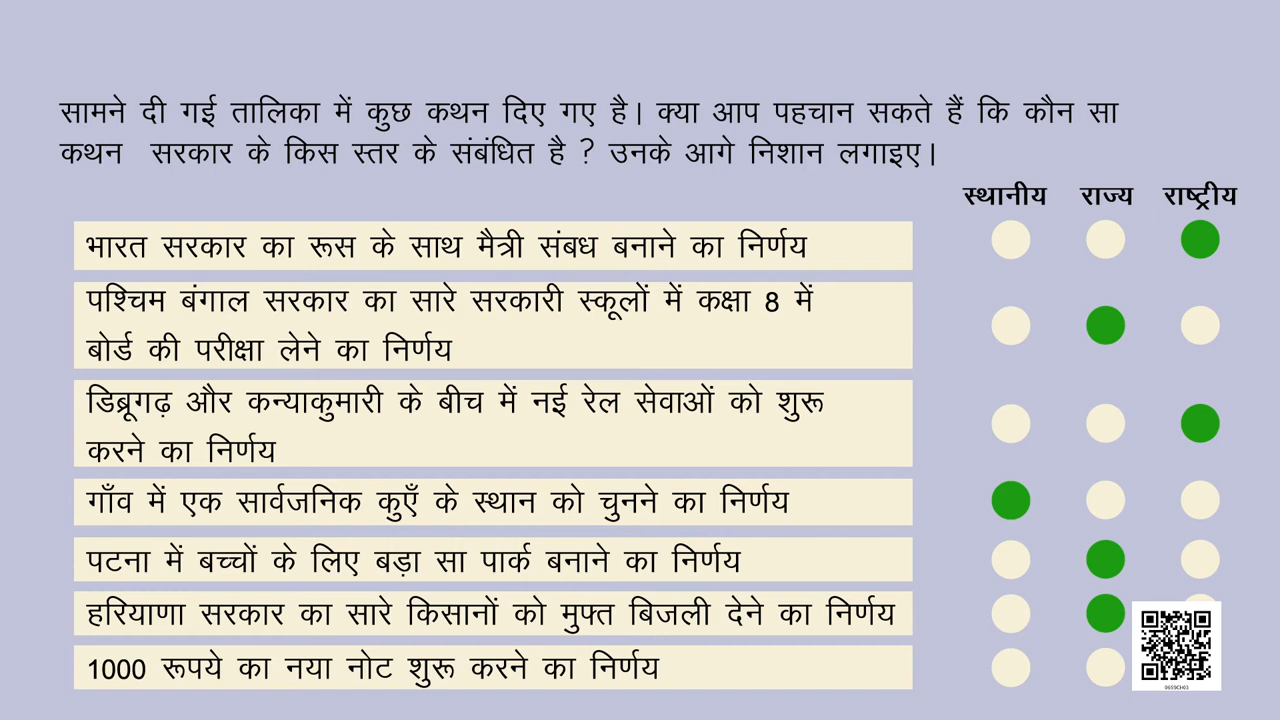 सामने दी गई तालिका में कुछ कथन दिए गए है। क्या आप पहचान सकते हैं कि कौन सा
कथन सरकार के किस स्तर के संबंधित है ? उनके आगे निशान लगाइए।
स्थानीय राज्य राष्ट्रीय
भारत सरकार का रूस के साथ मैत्री संबध बनाने का निर्णय
पश्चिम बंगाल सरकार का सारे सरकारी स्कूलों में कक्षा 8 में
बोर्ड की परीक्षा लेने का निर्णय
डिब्रूगढ़ और कन्याकुमारी के बीच में नई रेल सेवाओं को शुरू
करने का निर्णय
गाँव में एक सार्वजनिक कुएँ के स्थान को चुनने का निर्णय
पटना में बच्चों के लिए बड़ा सा पार्क बनाने का निर्णय
हरियाणा सरकार का सारे किसानों को मुफ्त बिजली देने का निर्णय
1000 रूपये का नया नोट शुरू करने का निर्णय
0659CH03